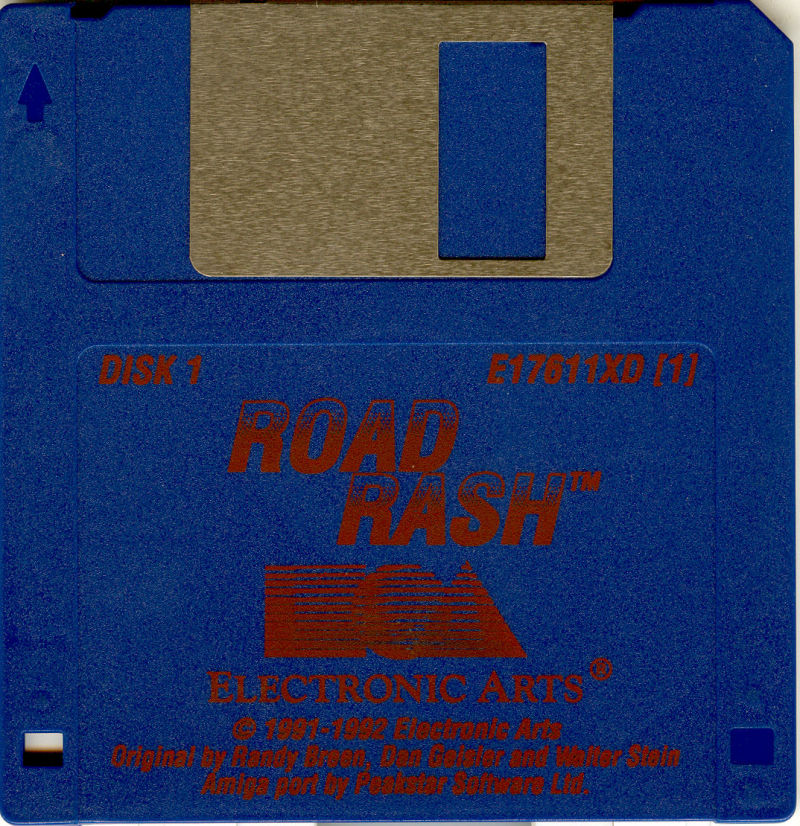 DISK 1 E17611XD [1]
ROAD
RASH™
EA
ELECTRONIC ARTS®
© 1991-1992 Electronic Arts
Original by Randy Breen, Dan Geisler and Walter Stein
Amiga port by Peakstar Software Ltd.